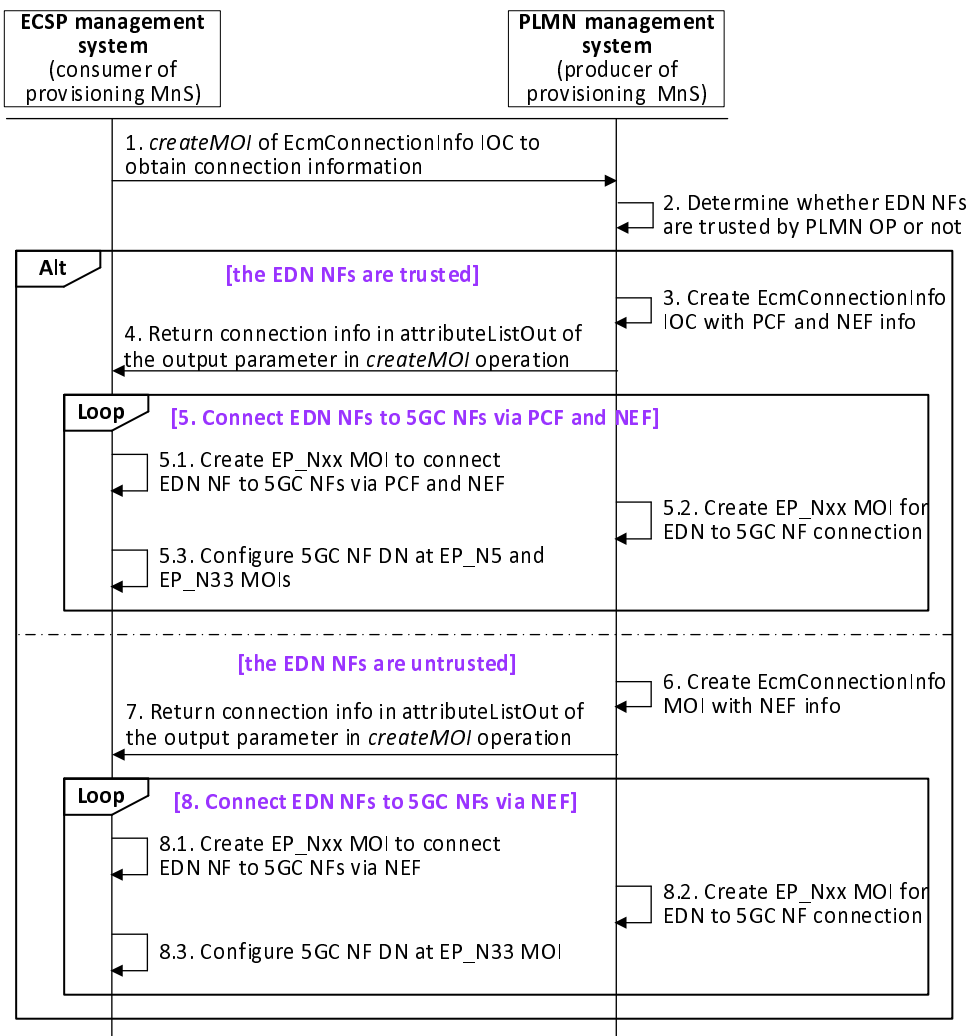 ECSP management
system
(consumer of
provisioning MnS)
PLMN management
system
(producer of
provisioning MnS)
1. createMOI of EcmConnectionInfo IOC to
obtain connection information
2. Determine whether EDN NFs
are trusted by PLMN OP or not
Alt
[the EDN NFs are trusted]
3. Create EcmConnectionInfo
IOC with PCF and NEF info
4. Return connection info in attributeListOut of
the output parameter in createMOI operation
Loop
[5. Connect EDN NFs to 5GC NFs via PCF and NEF]
5.1. Create EP_Nxx MOI to connect
EDN NF to 5GC NFs via PCF and NEF
5.2. Create EP_Nxx MOI for
EDN to 5GC NF connection
5.3. Configure 5GC NF DN at EP_N5 and
EP_N33 MOIs
[the EDN NFs are untrusted]
6. Create EcmConnectionInfo
MOI with NEF info
7. Return connection info in attributeListOut of
the output parameter in createMOI operation
Loop
[8. Connect EDN NFs to 5GC NFs via NEF]
8.1. Create EP_Nxx MOI to connect
EDN NF to 5GC NFs via NEF
8.2. Create EP_Nxx MOI for
EDN to 5GC NF connection
8.3. Configure 5GC NF DN at EP_N33 MOI